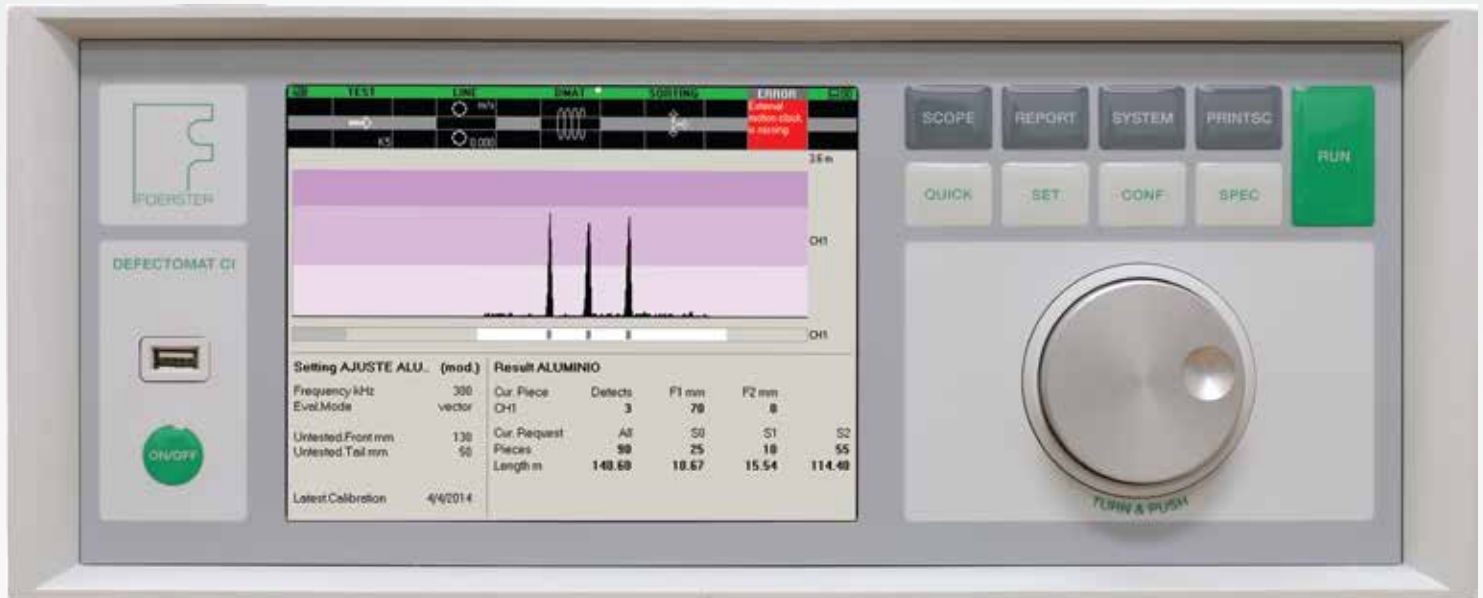 FOERSTER
DEFECTOMAT CI
ON/OFF
TEST LINE DMAT SORTING ERROR
External
motion clock
is missing
m/s
K5 0.000
3.6 m
CH1
CH1
Setting AJUSTE ALU.. (mod.)
Frequency kHz 300
Eval.Mode vector
Untested.Front mm 130
Untested.Tail mm 50
Latest Calibration 4/4/2014
Result ALUMINIO
Cur. Piece Defects F1 mm F2 mm
CH1 3 70 0
Cur. Request All S0 S1 S2
Pieces 90 25 10 55
Length m 140.60 10.67 15.54 114.40
SCOPE REPORT SYSTEM PRINTSC
RUN
QUICK SET CONF SPEC
TURN & PUSH